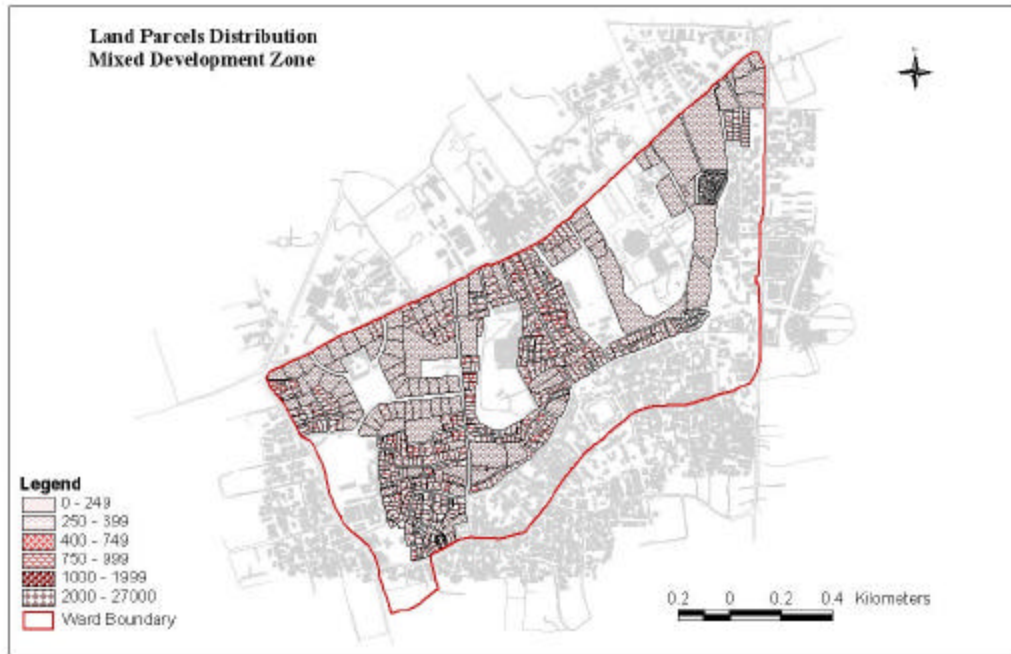 Land Parcels Distribution
Mixed Development Zone
Legend
0 - 249
250 - 399
400 - 749
750 - 999
1000 - 1999
2000 - 27000
Ward Boundary
0.2 0 0.2 0.4 Kilometers